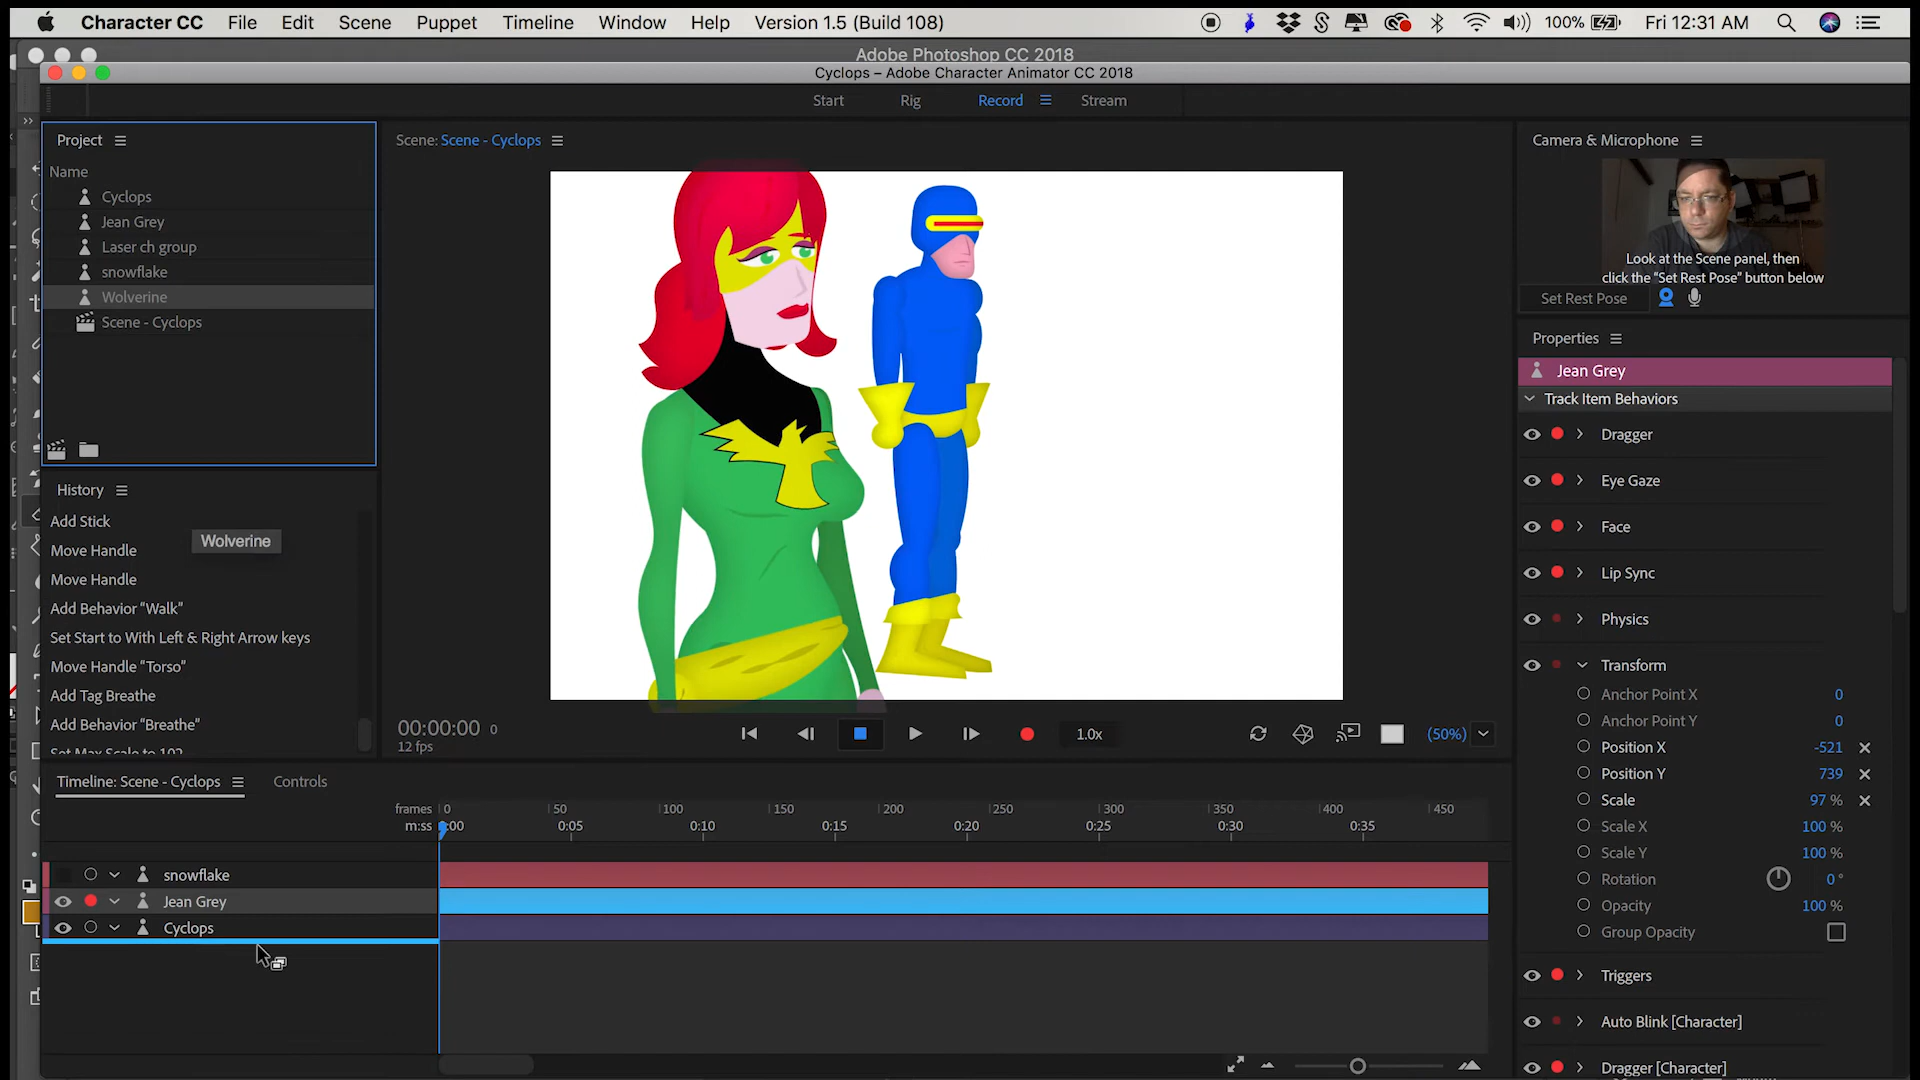 Character CC File Edit Scene Puppet Timeline Window Help Version 1.5 (Build 108) 100% Fri 12:31 AM
Adobe Photoshop CC 2018
Cyclops – Adobe Character Animator CC 2018
Start Rig Record Stream
Project
Name
Cyclops
Jean Grey
Laser ch group
snowflake
Wolverine
Scene - Cyclops
Scene: Scene - Cyclops
Camera & Microphone
Look at the Scene panel, then
click the "Set Rest Pose" button below
Set Rest Pose
History
Add Stick
Wolverine
Move Handle
Move Handle
Add Behavior "Walk"
Set Start to With Left & Right Arrow keys
Move Handle "Torso"
Add Tag Breathe
Add Behavior "Breathe"
Set Max Scale to 102
00:00:00 0
12 fps
1.0x
(50%)
Properties
Jean Grey
Track Item Behaviors
Dragger
Eye Gaze
Face
Lip Sync
Physics
Transform
Anchor Point X 0
Anchor Point Y 0
Position X -521
Position Y 739
Scale 97 %
Scale X 100 %
Scale Y 100 %
Rotation 0 °
Opacity 100 %
Group Opacity
Triggers
Auto Blink [Character]
Dragger [Character]
Timeline: Scene - Cyclops Controls
frames 0 50 100 150 200 250 300 350 400 450
m:ss 0:00 0:05 0:10 0:15 0:20 0:25 0:30 0:35
snowflake
Jean Grey
Cyclops